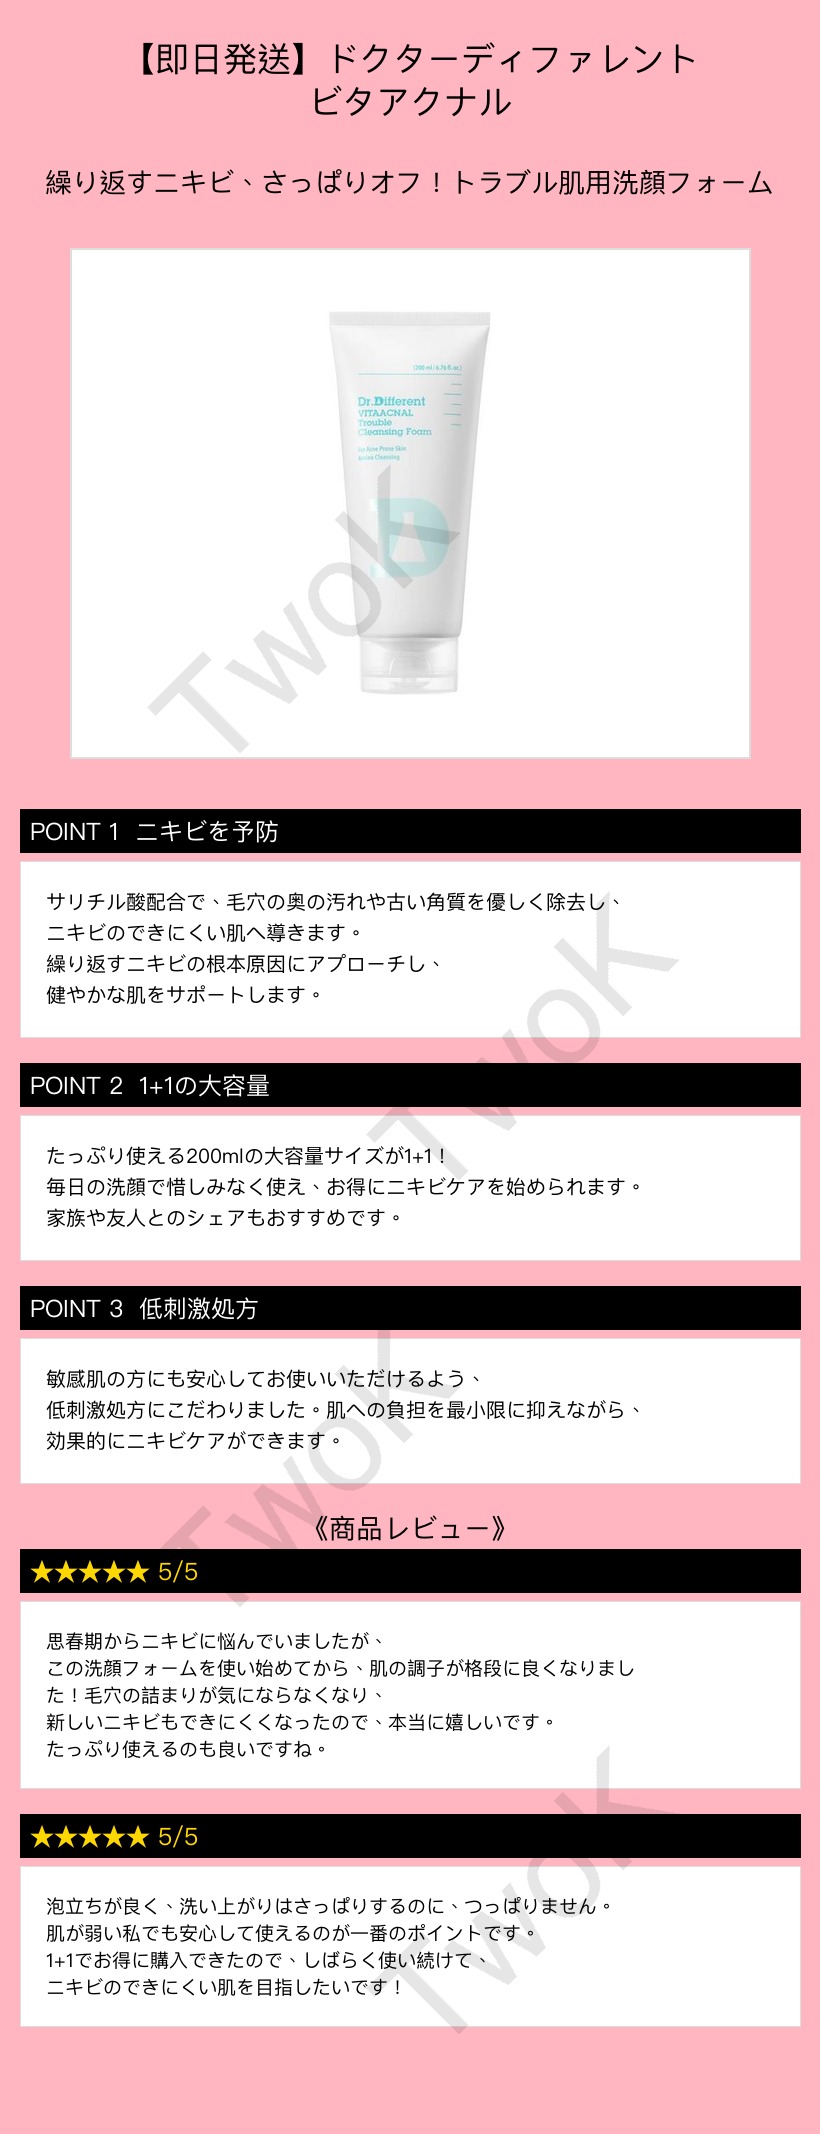 【即日発送】ドクターディファレント
ビタアクナル
繰り返すニキビ、さっぱりオフ！トラブル肌用洗顔フォーム
(200 ml / 6.76 fl. oz.)
Dr.Different
VITAACNAL
Trouble
Cleansing Foam
For Acne Prone Skin
Amino Cleansing
TwoK
POINT 1 ニキビを予防
サリチル酸配合で、毛穴の奥の汚れや古い角質を優しく除去し、
ニキビのできにくい肌へ導きます。
繰り返すニキビの根本原因にアプローチし、
健やかな肌をサポートします。
TwoK
POINT 2 1+1の大容量
たっぷり使える200mlの大容量サイズが1+1！
毎日の洗顔で惜しみなく使え、お得にニキビケアを始められます。
家族や友人とのシェアもおすすめです。
POINT 3 低刺激処方
敏感肌の方にも安心してお使いいただけるよう、
低刺激処方にこだわりました。肌への負担を最小限に抑えながら、
効果的にニキビケアができます。
TwoK
《商品レビュー》
★★★★★ 5/5
思春期からニキビに悩んでいましたが、
この洗顔フォームを使い始めてから、肌の調子が格段に良くなりまし
た！毛穴の詰まりが気にならなくなり、
新しいニキビもできにくくなったので、本当に嬉しいです。
たっぷり使えるのも良いですね。
★★★★★ 5/5
泡立ちが良く、洗い上がりはさっぱりするのに、つっぱりません。
肌が弱い私でも安心して使えるのが一番のポイントです。
1+1でお得に購入できたので、しばらく使い続けて、
ニキビのできにくい肌を目指したいです！
TwoK